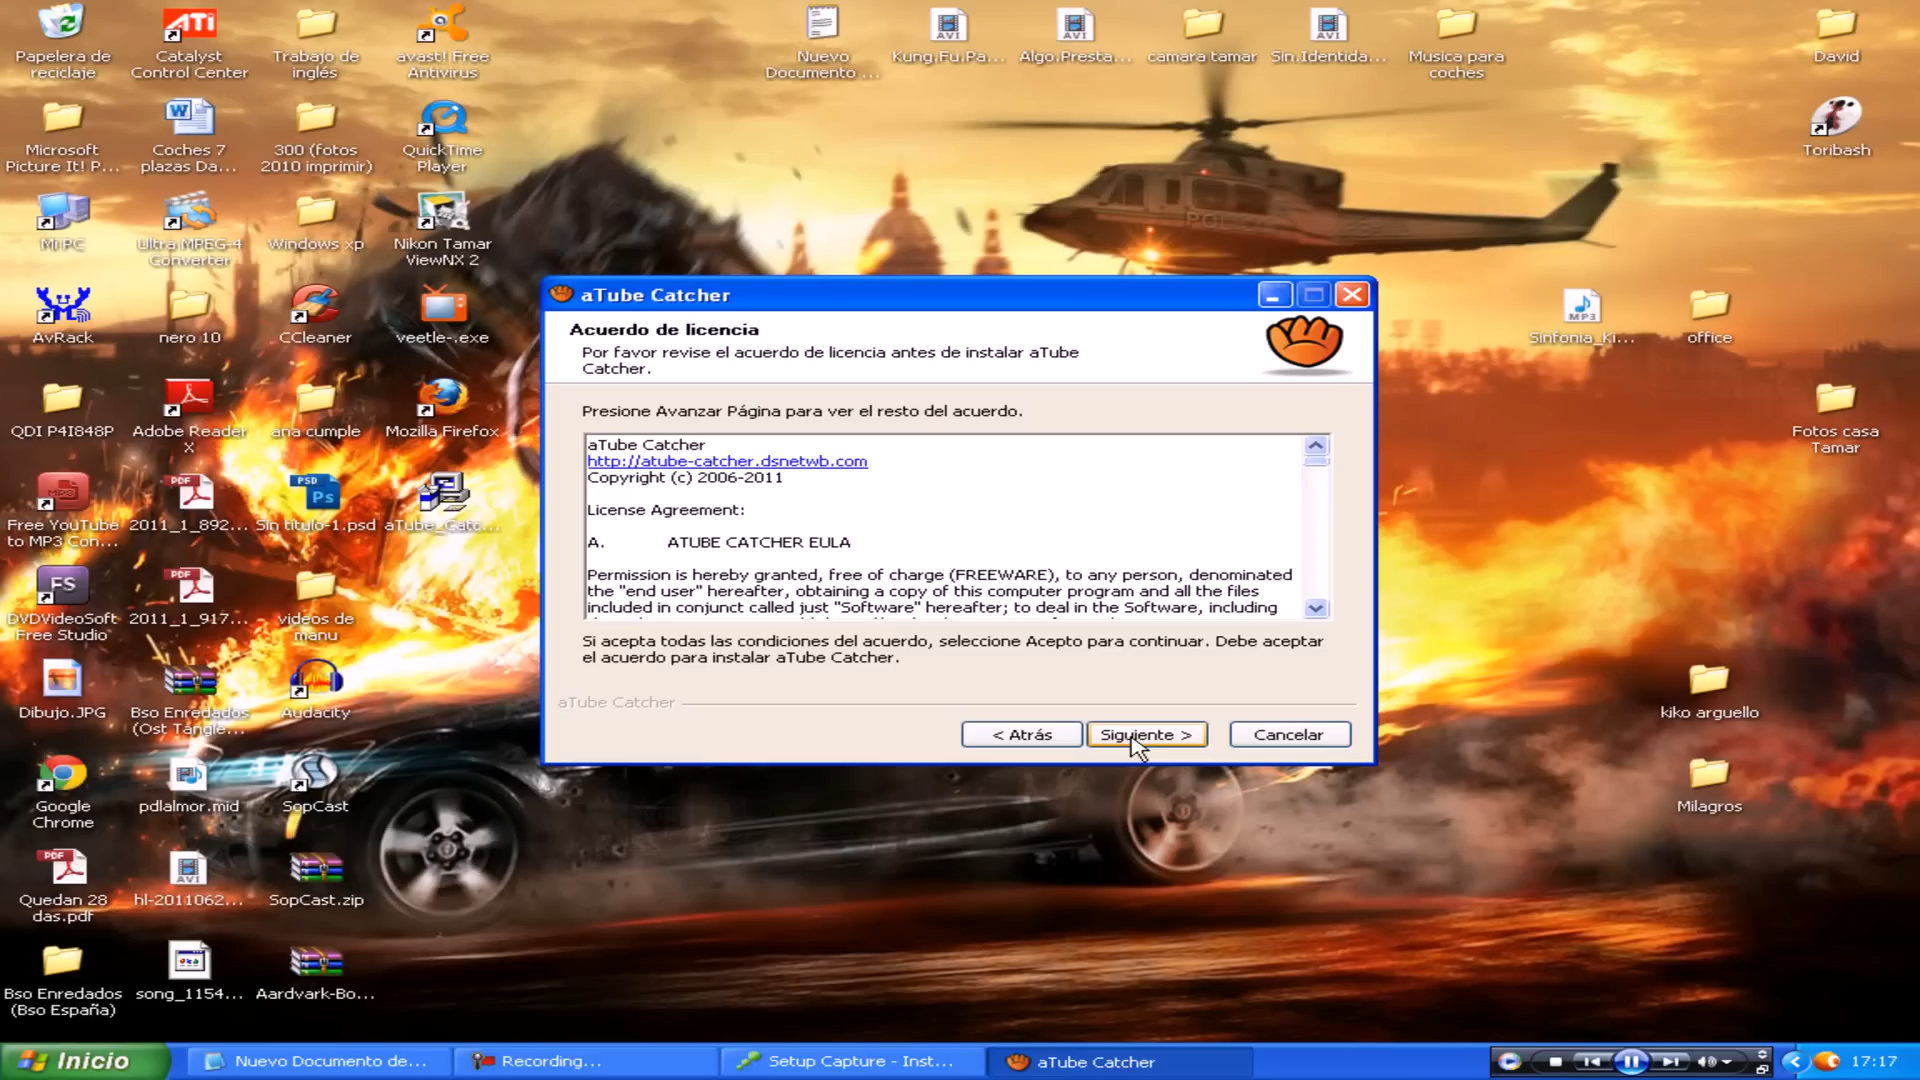 Papelera de
reciclaje
Catalyst
Control Center
Trabajo de
inglés
avast! Free
Antivirus
Nuevo
Documento ...
Kung.Fu.Pa...
Algo.Presta...
camara tamar
Sin.Identida...
Musica para
coches
David
Microsoft
Picture It! P...
Coches 7
plazas Da...
300 (fotos
2010 imprimir)
QuickTime
Player
Toribash
Mi PC
Ultra MPEG-4
Converter
Windows xp
Nikon Tamar
ViewNX 2
AvRack
nero 10
CCleaner
veetle-.exe
Sinfonia_Ki...
office
QDI P4I848P
Adobe Reader
X
ana cumple
Mozilla Firefox
Fotos casa
Tamar
Free YouTube
to MP3 Con...
2011_1_892...
Sin título-1.psd
aTube_Catc...
DVDVideoSoft
Free Studio
2011_1_917...
videos de
manu
Dibujo.JPG
Bso Enredados
(Ost Tangle...
Audacity
kiko arguello
Google
Chrome
pdlalmor.mid
SopCast
Milagros
Quedan 28
das.pdf
hl-2011062...
SopCast.zip
Bso Enredados
(Bso España)
song_1154...
Aardvark-Bo...
ATI
POLICE
aTube Catcher
Acuerdo de licencia
Por favor revise el acuerdo de licencia antes de instalar aTube
Catcher.
Presione Avanzar Página para ver el resto del acuerdo.
aTube Catcher
http://atube-catcher.dsnetwb.com
Copyright (c) 2006-2011
License Agreement:
A. ATUBE CATCHER EULA
Permission is hereby granted, free of charge (FREEWARE), to any person, denominated
the "end user" hereafter, obtaining a copy of this computer program and all the files
included in conjunct called just "Software" hereafter; to deal in the Software, including
Si acepta todas las condiciones del acuerdo, seleccione Acepto para continuar. Debe aceptar
el acuerdo para instalar aTube Catcher.
aTube Catcher
< Atrás
Siguiente >
Cancelar
Inicio
Nuevo Documento de...
Recording...
Setup Capture - Inst...
aTube Catcher
17:17